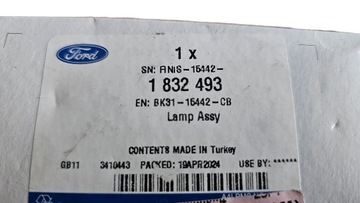 Ford
1 x
SN: FINIS-15442-
1 832 493
EN: BK31-15442-CB
Lamp Assy
CONTENTS MADE IN Turkey
GB11 3410443 PACKED: 19APR2024 USE BY: ******